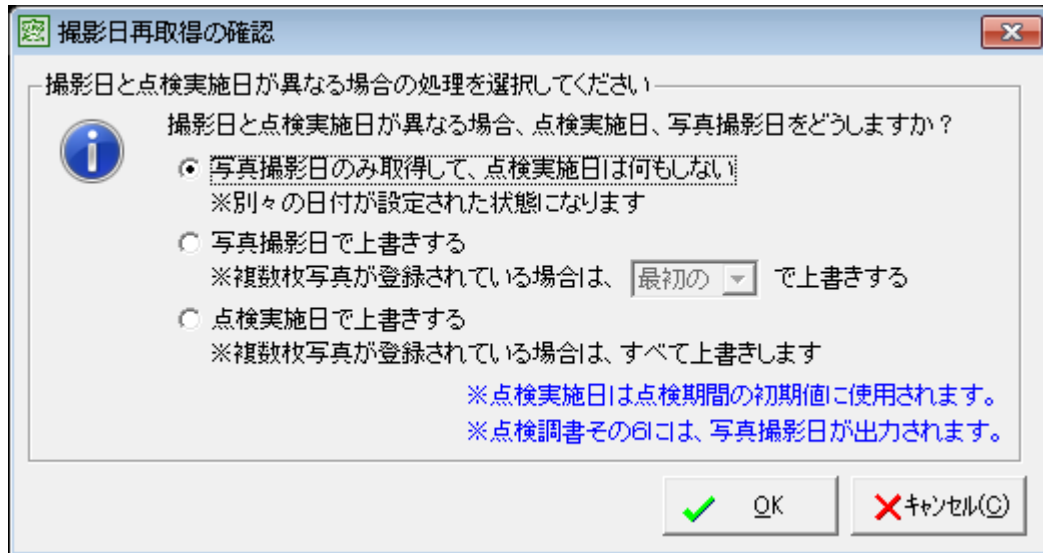 撮影日再取得の確認
撮影日と点検実施日が異なる場合の処理を選択してください
撮影日と点検実施日が異なる場合、点検実施日、写真撮影日をどうしますか？
写真撮影日のみ取得して、点検実施日は何もしない
※別々の日付が設定された状態になります
写真撮影日で上書きする
※複数枚写真が登録されている場合は、 最初の で上書きする
点検実施日で上書きする
※複数枚写真が登録されている場合は、すべて上書きします
※点検実施日は点検期間の初期値に使用されます。
※点検調書その6には、写真撮影日が出力されます。
OK ｷｬﾝｾﾙ(C)